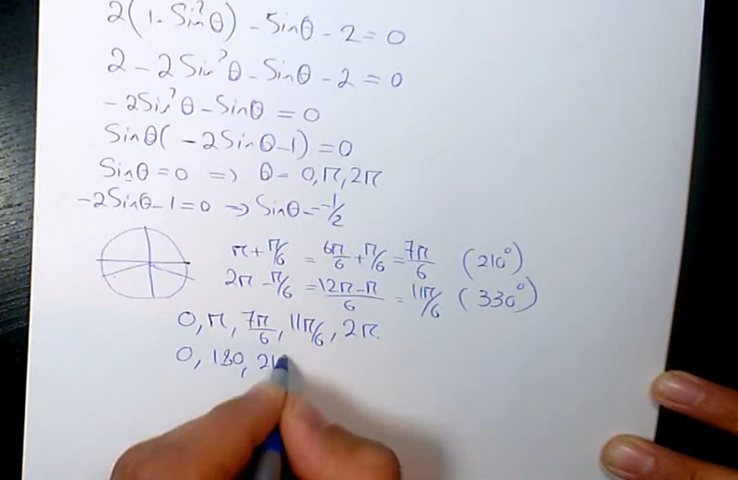 2(1-Sin²θ) - Sinθ - 2 = 0
2 - 2Sin²θ - Sinθ - 2 = 0
-2Sin²θ - Sinθ = 0
Sinθ(-2Sinθ-1) = 0
Sinθ=0 ⇒ θ = 0,π,2π
-2Sinθ-1=0 → Sinθ = -1/2
π+π/6 = 6π/6 + π/6 = 7π/6 (210°)
2π-π/6 = 12π-π/6 = 11π/6 (330°)
0, π, 7π/6, 11π/6, 2π.
0, 180, 21